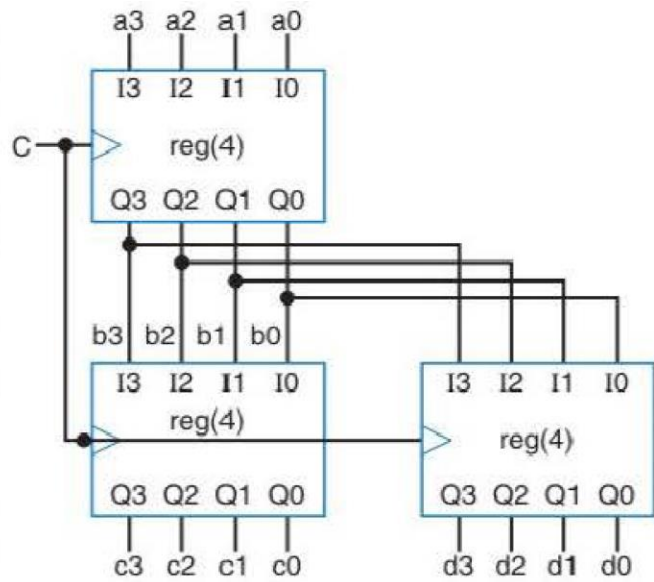 a3 a2 a1 a0
I3 I2 I1 I0
C
reg(4)
Q3 Q2 Q1 Q0
b3 b2 b1 b0
I3 I2 I1 I0
reg(4)
Q3 Q2 Q1 Q0
c3 c2 c1 c0
I3 I2 I1 I0
reg(4)
Q3 Q2 Q1 Q0
d3 d2 d1 d0